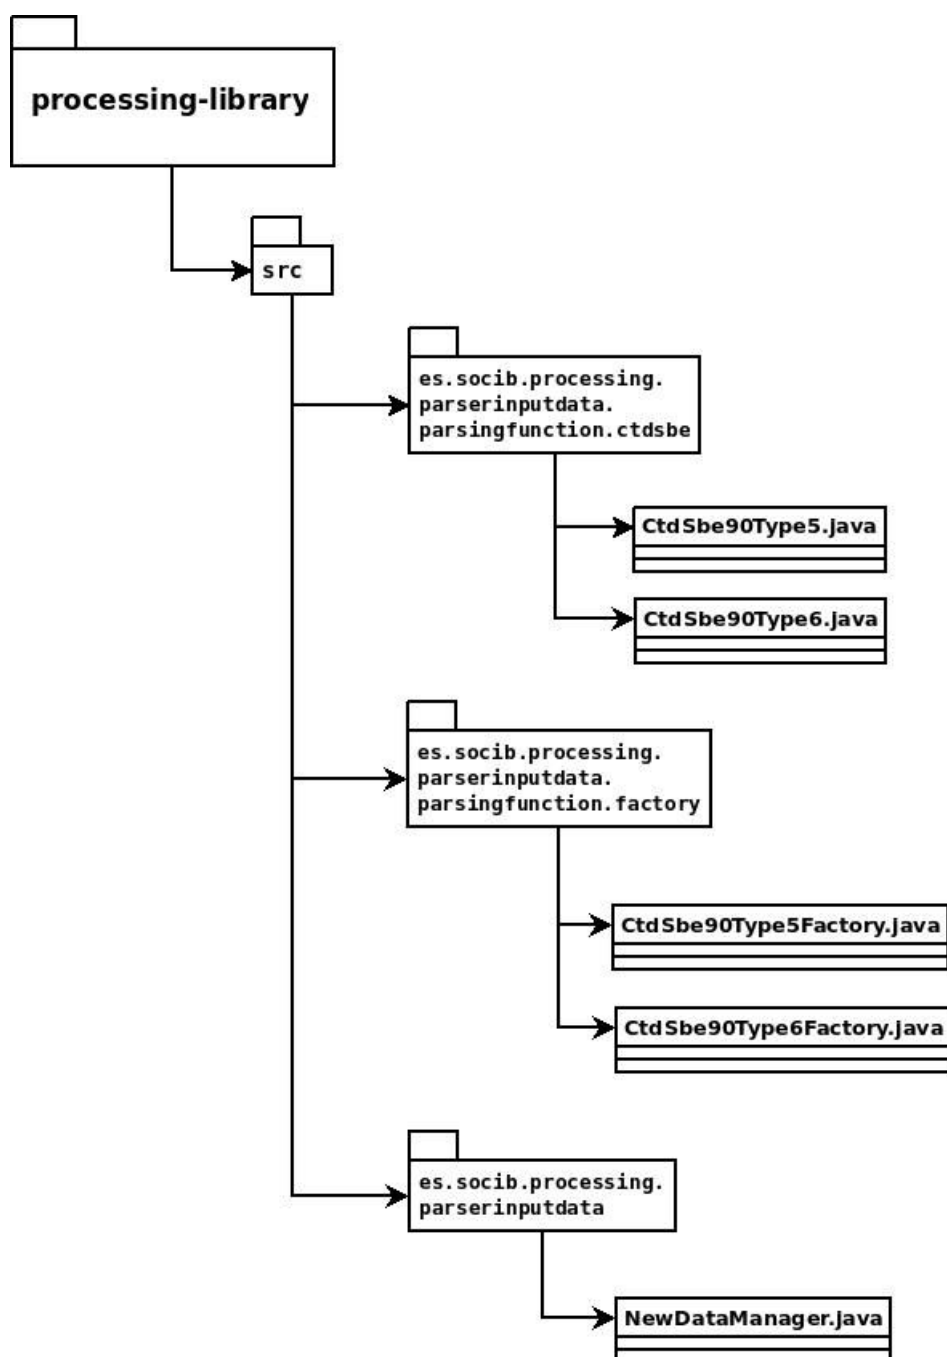 processing-library
src
es.socib.processing.
parserinputdata.
parsingfunction.ctdsbe
CtdSbe90Type5.java
CtdSbe90Type6.java
es.socib.processing.
parserinputdata.
parsingfunction.factory
CtdSbe90Type5Factory.java
CtdSbe90Type6Factory.java
es.socib.processing.
parserinputdata
NewDataManager.java